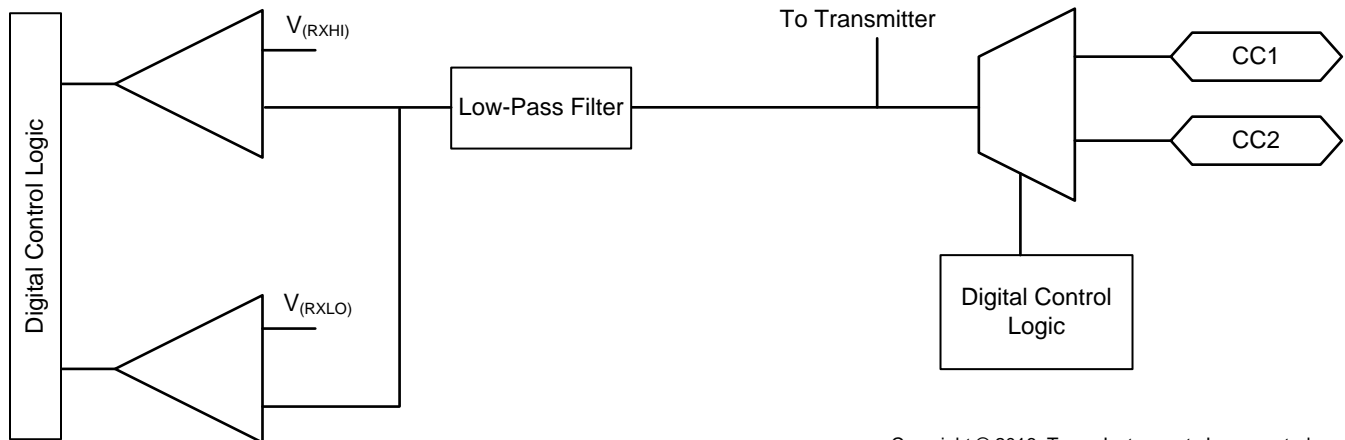 V(RXHI)
To Transmitter
CC1
Low-Pass Filter
CC2
Digital Control Logic
V(RXLO)
Digital Control
Logic